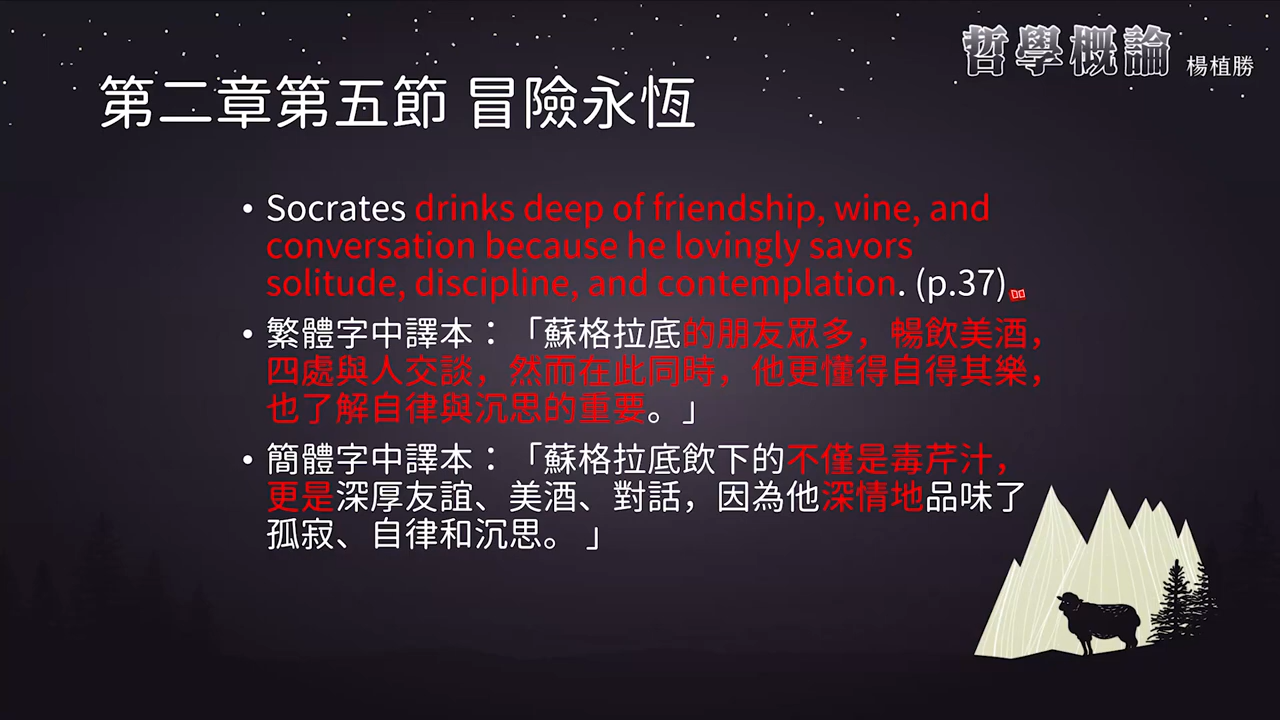 哲學概論 楊植勝
第二章第五節 冒險永恆
• Socrates drinks deep of friendship, wine, and
conversation because he lovingly savors
solitude, discipline, and contemplation. (p.37)
• 繁體字中譯本：「蘇格拉底的朋友眾多，暢飲美酒，
四處與人交談，然而在此同時，他更懂得自得其樂，
也了解自律與沉思的重要。」
• 簡體字中譯本：「蘇格拉底飲下的不僅是毒芹汁，
更是深厚友誼、美酒、對話，因為他深情地品味了
孤寂、自律和沉思。」